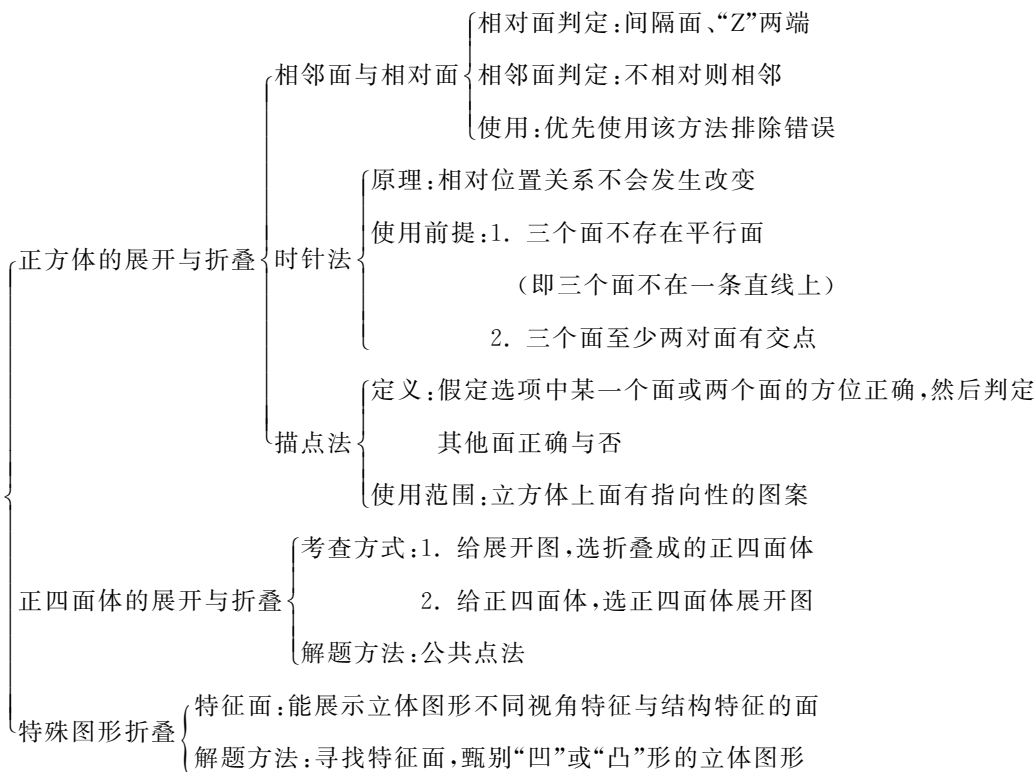 相对面判定:间隔面、“Z”两端
相邻面与相对面
相邻面判定:不相对则相邻
使用:优先使用该方法排除错误
原理:相对位置关系不会发生改变
使用前提:1. 三个面不存在平行面
正方体的展开与折叠
时针法
(即三个面不在一条直线上)
2. 三个面至少两对面有交点
定义:假定选项中某一个面或两个面的方位正确,然后判定
描点法
其他面正确与否
使用范围:立方体上面有指向性的图案
考查方式:1. 给展开图,选折叠成的正四面体
正四面体的展开与折叠
2. 给正四面体,选正四面体展开图
解题方法:公共点法
特征面:能展示立体图形不同视角特征与结构特征的面
特殊图形折叠
解题方法:寻找特征面,甄别“凹”或“凸”形的立体图形